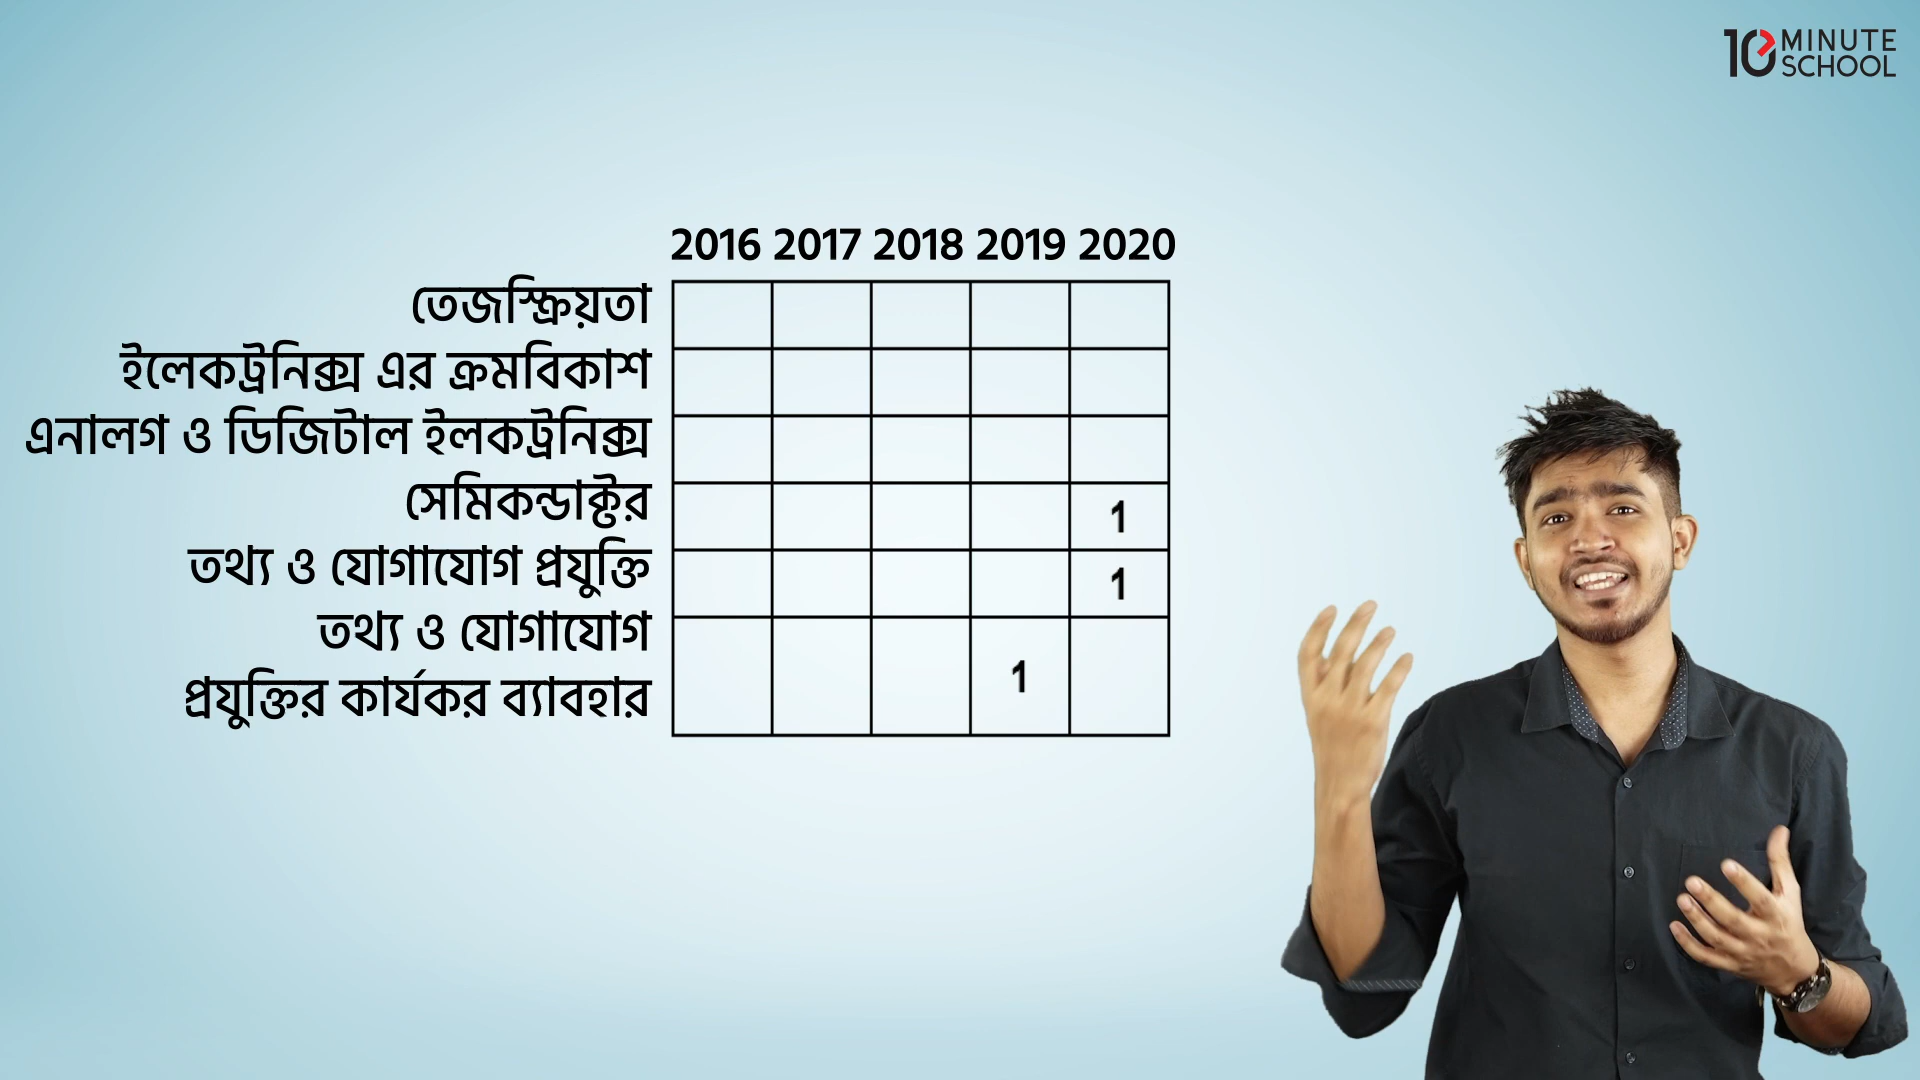 10 MINUTE
SCHOOL
2016 2017 2018 2019 2020
তেজস্ক্রিয়তা
ইলেকট্রনিক্স এর ক্রমবিকাশ
এনালগ ও ডিজিটাল ইলকট্রনিক্স
সেমিকন্ডাক্টর 1
তথ্য ও যোগাযোগ প্রযুক্তি 1
তথ্য ও যোগাযোগ
প্রযুক্তির কার্যকর ব্যাবহার 1